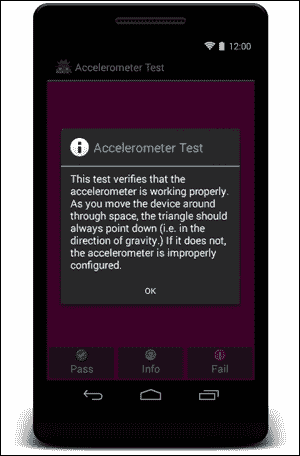 12:00
Accelerometer Test
Accelerometer Test
This test verifies that the
accelerometer is working properly.
As you move the device around
through space, the triangle should
always point down (i.e. in the
direction of gravity.) If it does not,
the accelerometer is improperly
configured.
OK
Pass Info Fail